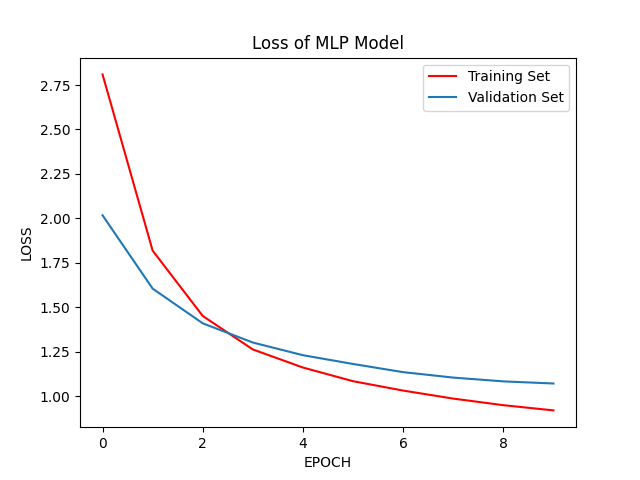 Loss of MLP Model
Training Set
Validation Set
LOSS
2.75
2.50
2.25
2.00
1.75
1.50
1.25
1.00
0 2 4 6 8
EPOCH